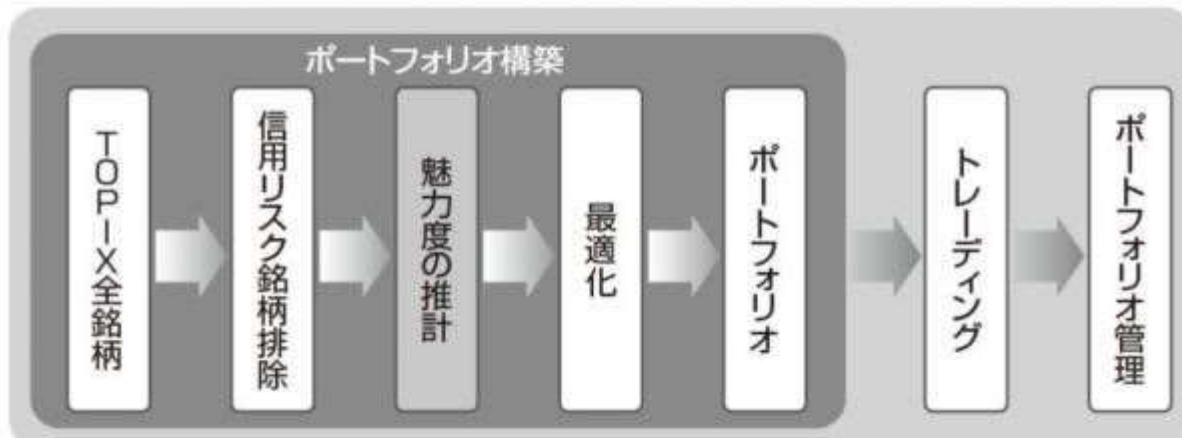 ポートフォリオ構築
TOPIX全銘柄
信用リスク銘柄排除
魅力度の推計
最適化
ポートフォリオ
トレーディング
ポートフォリオ管理